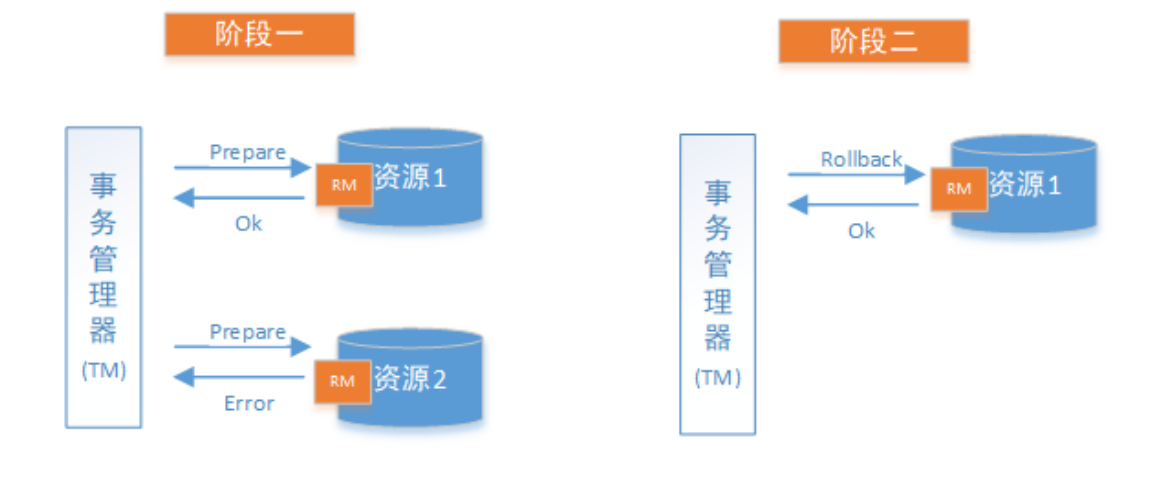 阶段一
事务管理器
(TM)
Prepare
RM
资源1
Ok
Prepare
RM
资源2
Error
阶段二
事务管理器
(TM)
Rollback
RM
资源1
Ok